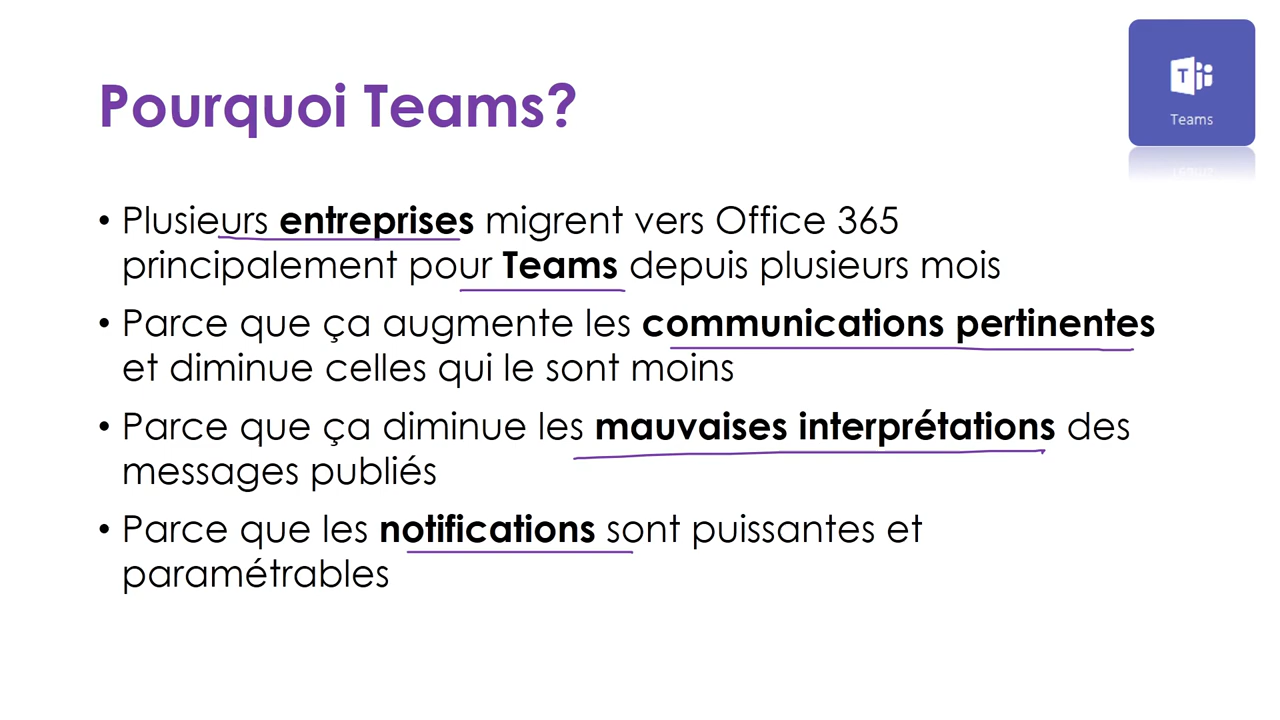 Pourquoi Teams?
Teams
• Plusieurs entreprises migrent vers Office 365
principalement pour Teams depuis plusieurs mois
• Parce que ça augmente les communications pertinentes
et diminue celles qui le sont moins
• Parce que ça diminue les mauvaises interprétations des
messages publiés
• Parce que les notifications sont puissantes et
paramétrables